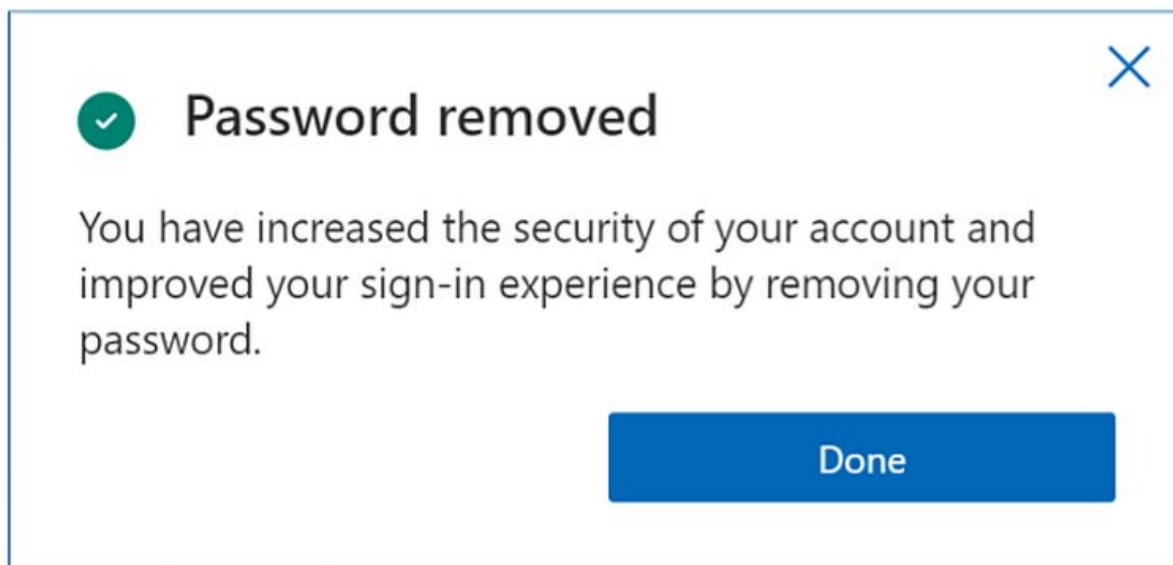 Password removed
You have increased the security of your account and
improved your sign-in experience by removing your
password.
Done